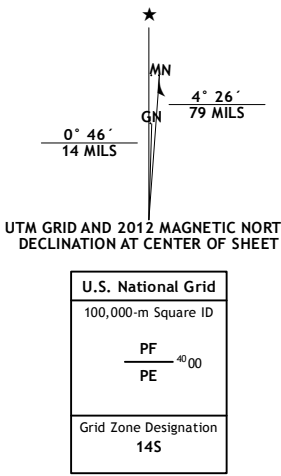 ★
MN
4° 26´
79 MILS
GN
0° 46´
14 MILS
UTM GRID AND 2012 MAGNETIC NORT
DECLINATION AT CENTER OF SHEET
U.S. National Grid
100,000-m Square ID
PF
4000
PE
Grid Zone Designation
14S